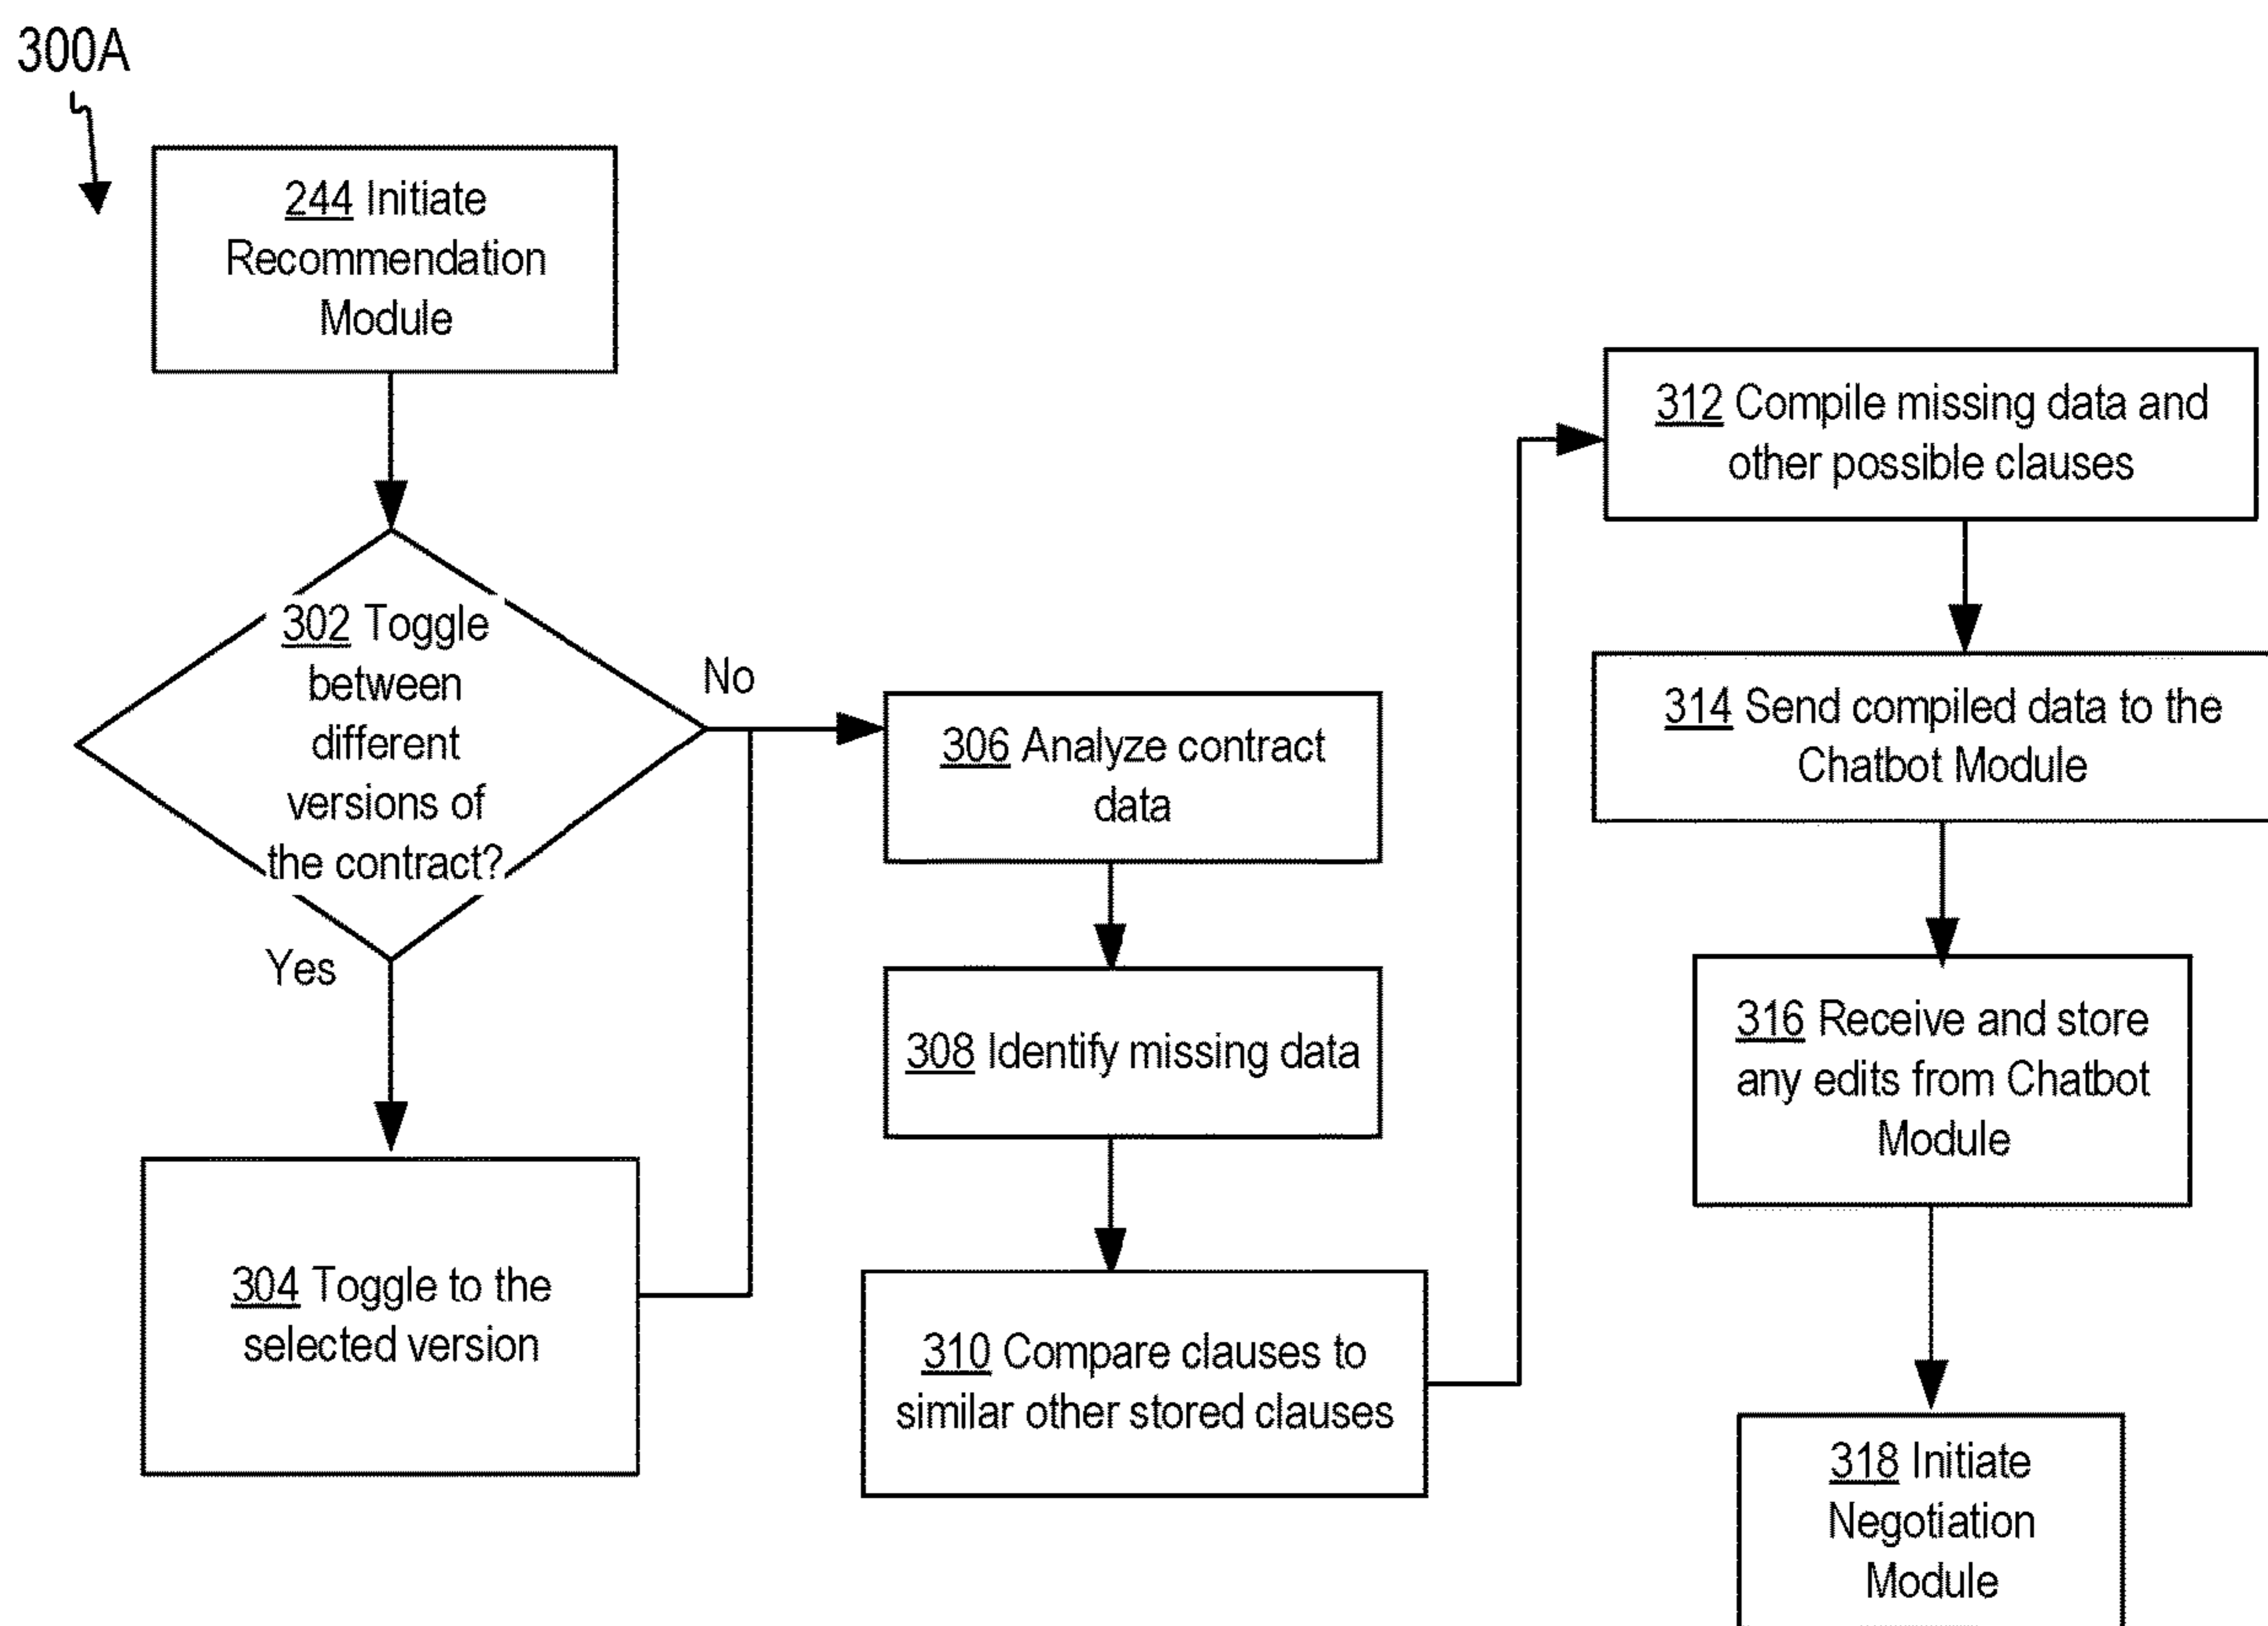 300A
244 Initiate
Recommendation
Module
302 Toggle
between
different
versions of
the contract?
No
Yes
304 Toggle to the
selected version
306 Analyze contract
data
308 Identify missing data
310 Compare clauses to
similar other stored clauses
312 Compile missing data and
other possible clauses
314 Send compiled data to the
Chatbot Module
316 Receive and store
any edits from Chatbot
Module
318 Initiate
Negotiation
Module